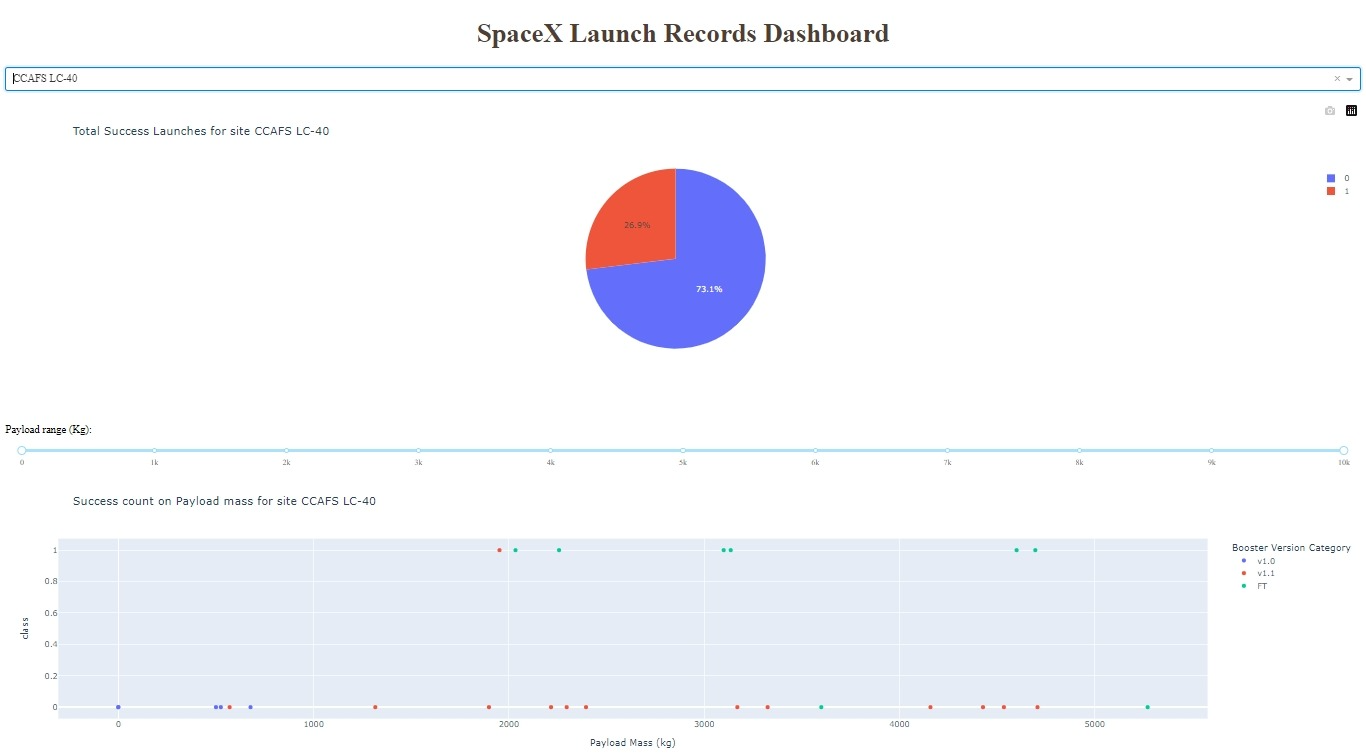 SpaceX Launch Records Dashboard
CCAFS LC-40
Total Success Launches for site CCAFS LC-40
0
1
26.9%
73.1%
Payload range (Kg):
0 1k 2k 3k 4k 5k 6k 7k 8k 9k 10k
Success count on Payload mass for site CCAFS LC-40
Booster Version Category
v1.0
v1.1
FT
1
0.8
0.6
0.4
0.2
0
class
0 1000 2000 3000 4000 5000
Payload Mass (kg)